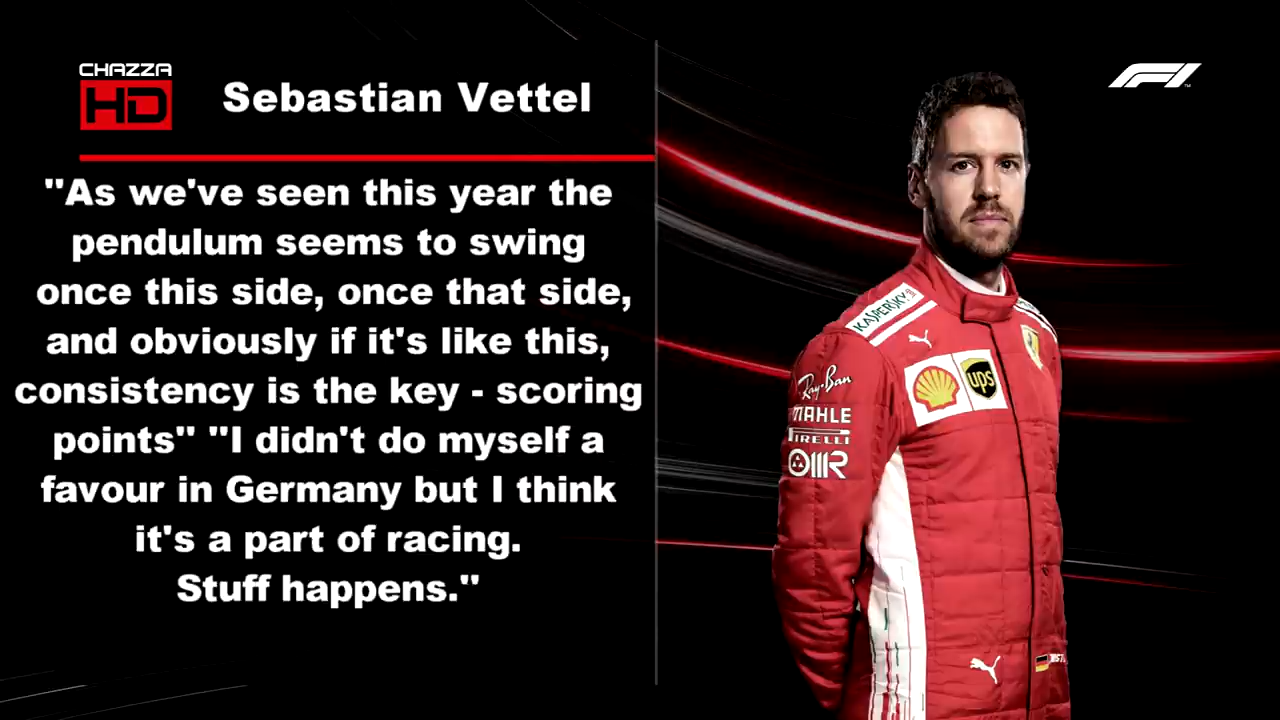 CHAZZA
HD
Sebastian Vettel
F1
"As we've seen this year the
pendulum seems to swing
once this side, once that side,
and obviously if it's like this,
consistency is the key - scoring
points" "I didn't do myself a
favour in Germany but I think
it's a part of racing.
Stuff happens."
KASPERSKY
Ray-Ban
MAHLE
PIRELLI
OMR
ups